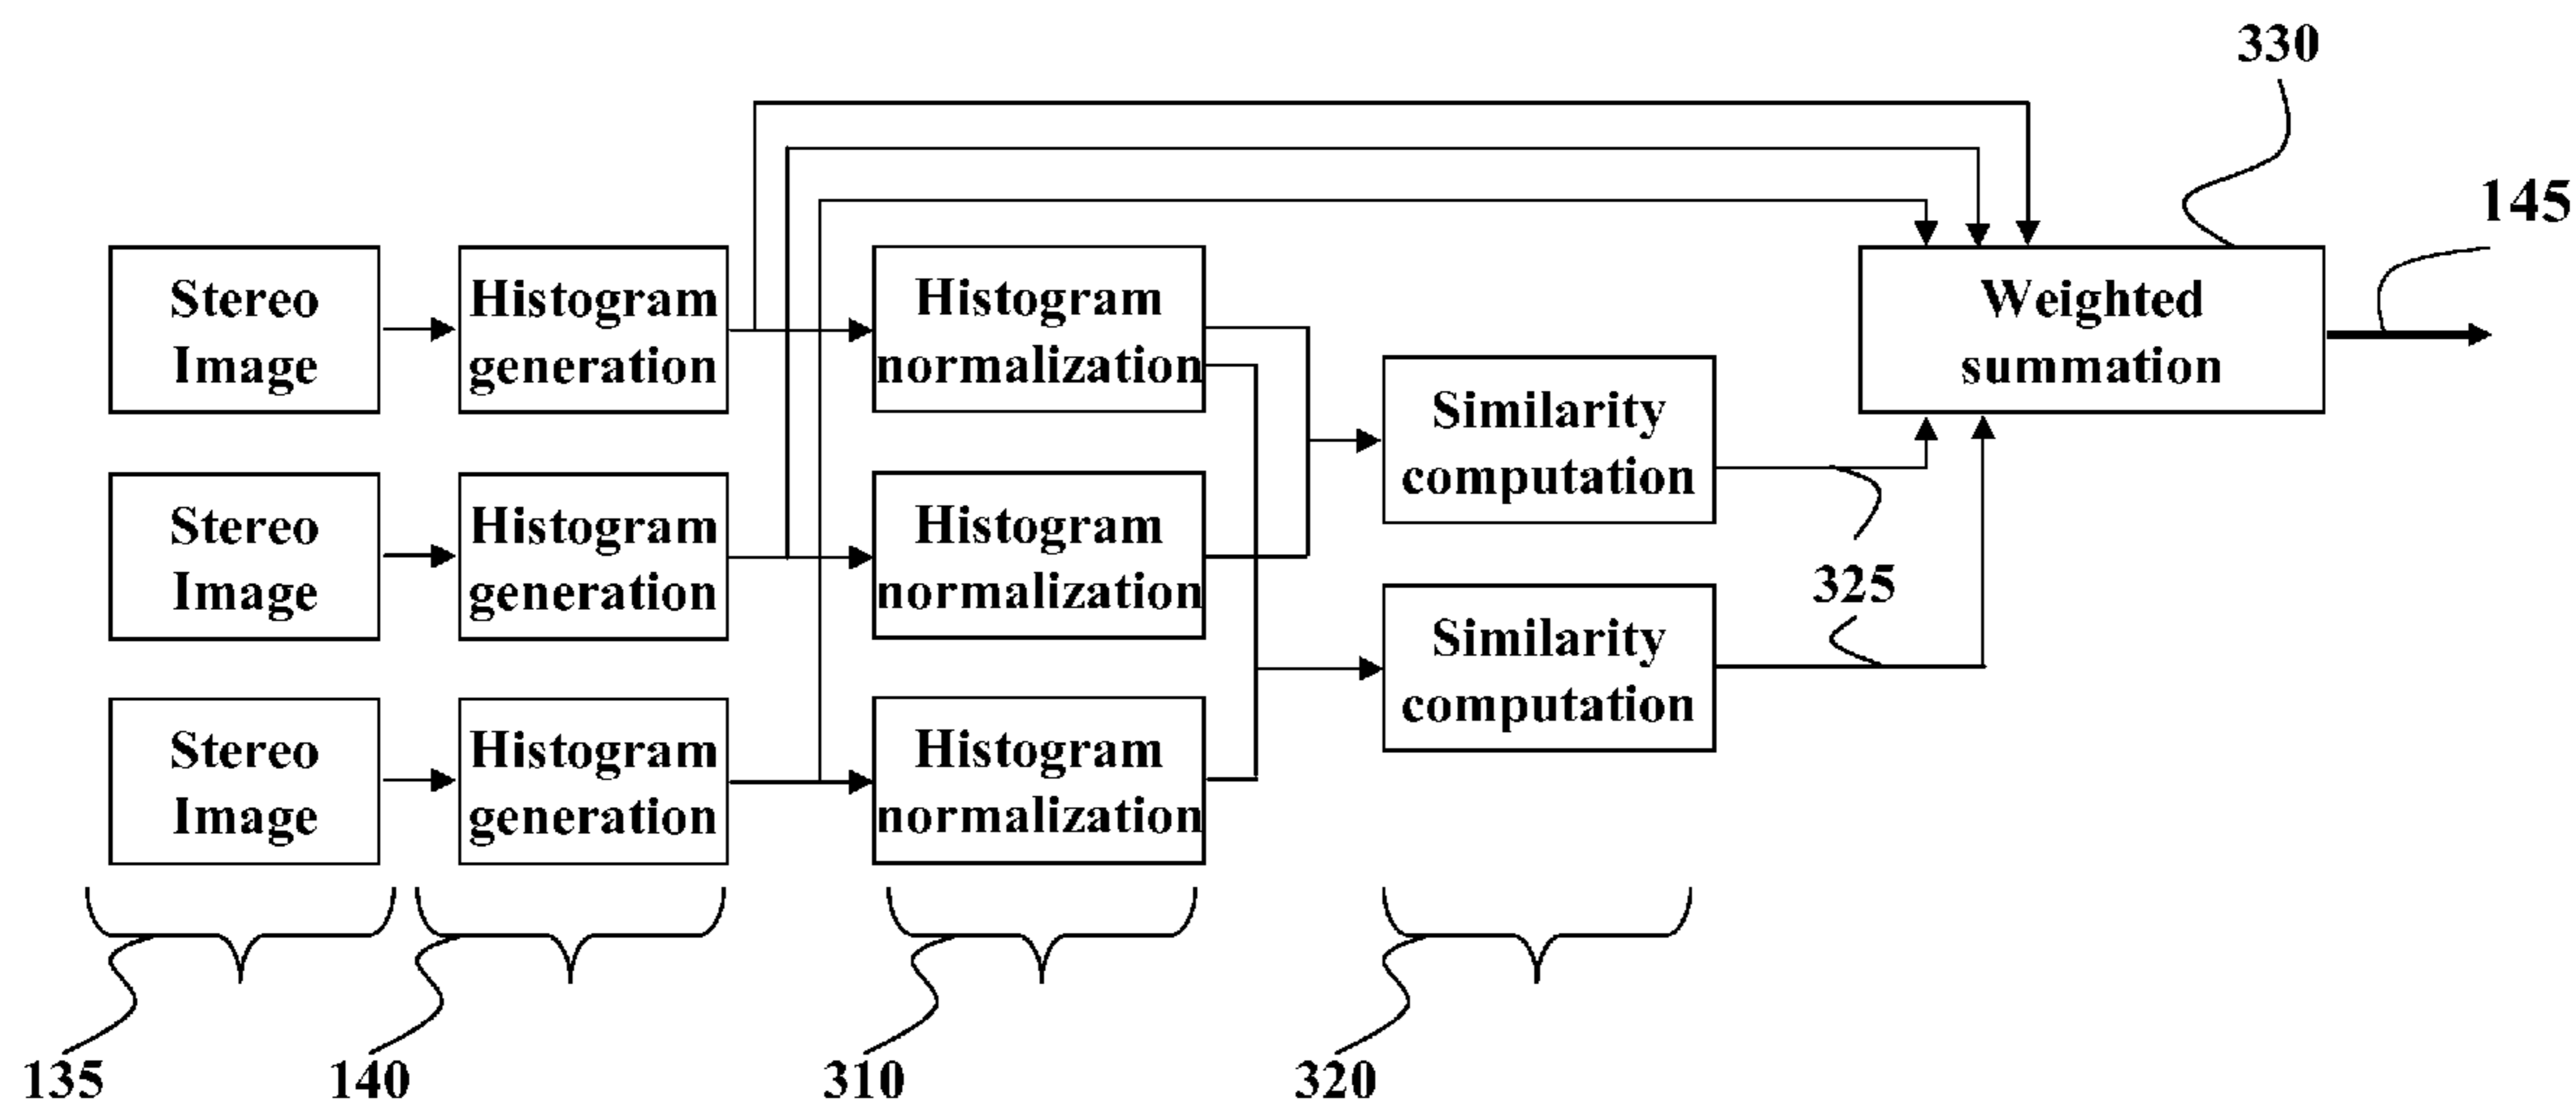 330
145
Stereo
Image
Histogram
generation
Histogram
normalization
Weighted
summation
Similarity
computation
Stereo
Image
Histogram
generation
Histogram
normalization
325
Similarity
computation
Stereo
Image
Histogram
generation
Histogram
normalization
135
140
310
320